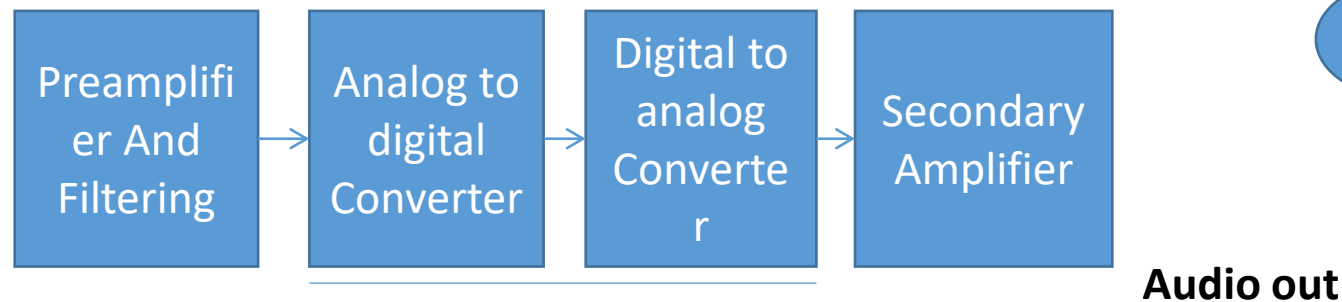 Preamplifi
er And
Filtering
Analog to
digital
Converter
Digital to
analog
Converte
r
Secondary
Amplifier
Audio out